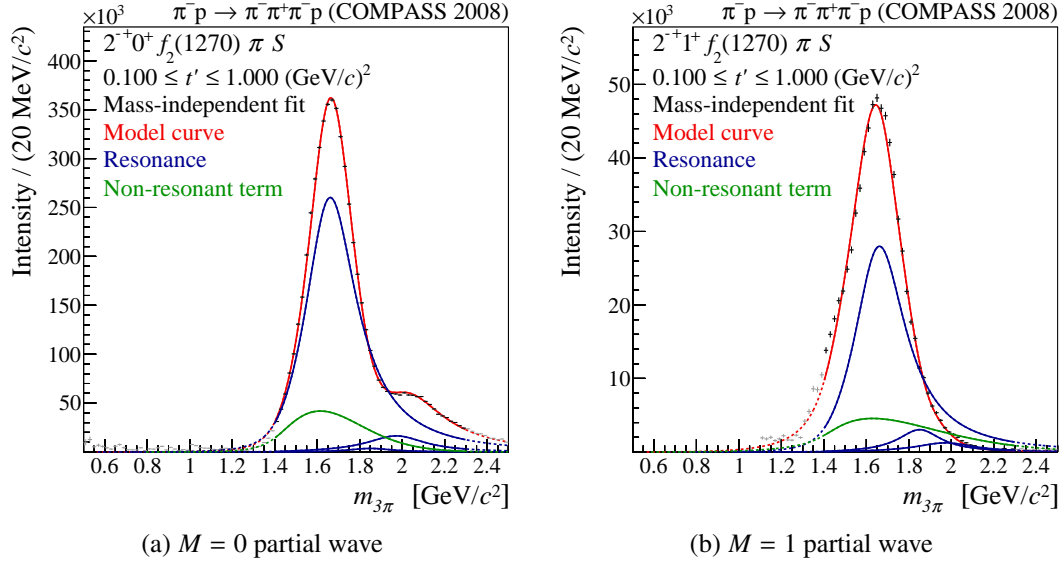 π⁻p → π⁻π⁺π⁻p (COMPASS 2008)
×10³
2⁻⁺0⁺ f₂(1270) π S
0.100 ≤ t′ ≤ 1.000 (GeV/c)²
Mass-independent fit
Model curve
Resonance
Non-resonant term
Intensity / (20 MeV/c²)
400
350
300
250
200
150
100
50
0.6 0.8 1 1.2 1.4 1.6 1.8 2 2.2 2.4
m₃π [GeV/c²]
(a) M = 0 partial wave
π⁻p → π⁻π⁺π⁻p (COMPASS 2008)
×10³
2⁻⁺1⁺ f₂(1270) π S
0.100 ≤ t′ ≤ 1.000 (GeV/c)²
Mass-independent fit
Model curve
Resonance
Non-resonant term
Intensity / (20 MeV/c²)
50
40
30
20
10
0.6 0.8 1 1.2 1.4 1.6 1.8 2 2.2 2.4
m₃π [GeV/c²]
(b) M = 1 partial wave